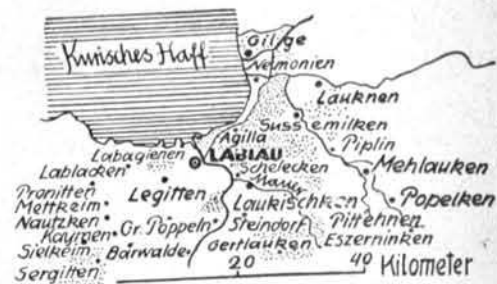 Gilge
Kurisches Haff
Nemonien
Lauknen
Sussemilken
Agilla
Piplin
Labagienen
LABIAU
Mehlauken
Lablacken
Schelecken
Pronitten
Legitten
Popelken
Mettkeim
Laukischken
Nautzken
Gr. Pöppeln
Steindorf
Pittehnen
Kaymen
Eszerninken
Sielkeim
Bärwalde
Gertlauken
Sergitten
20
40
Kilometer